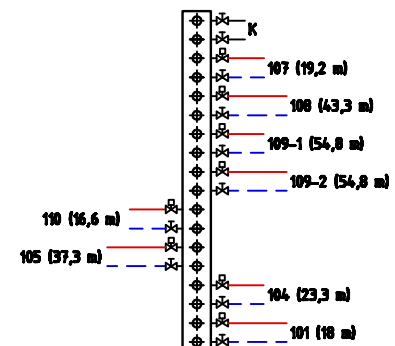 K
107 (19,2 m)
108 (43,3 m)
109-1 (54,8 m)
109-2 (54,8 m)
110 (16,6 m)
105 (37,3 m)
104 (23,3 m)
101 (18 m)